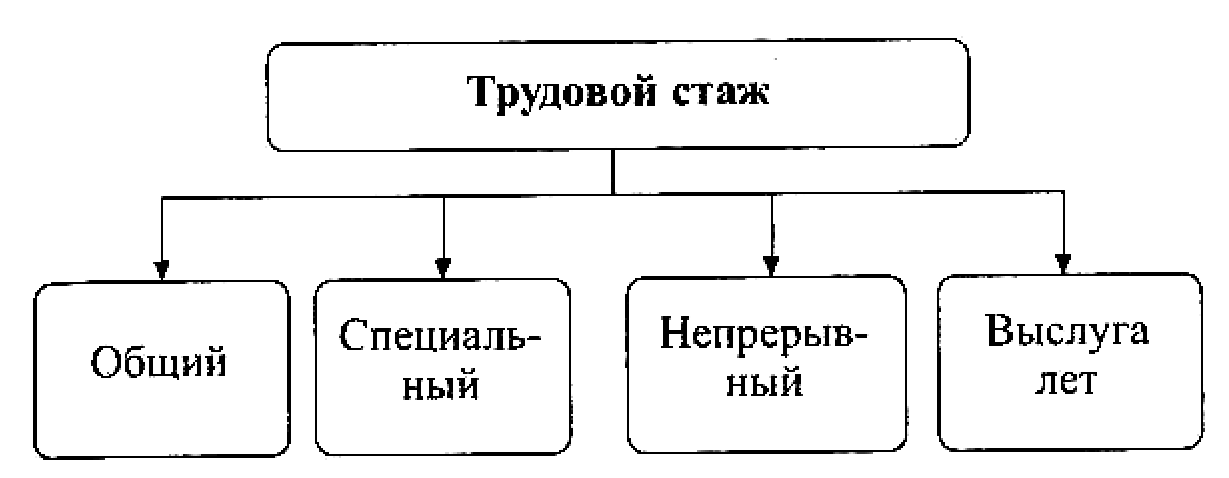 Трудовой стаж
Общий
Специаль-
ный
Непрерыв-
ный
Выслуга
лет